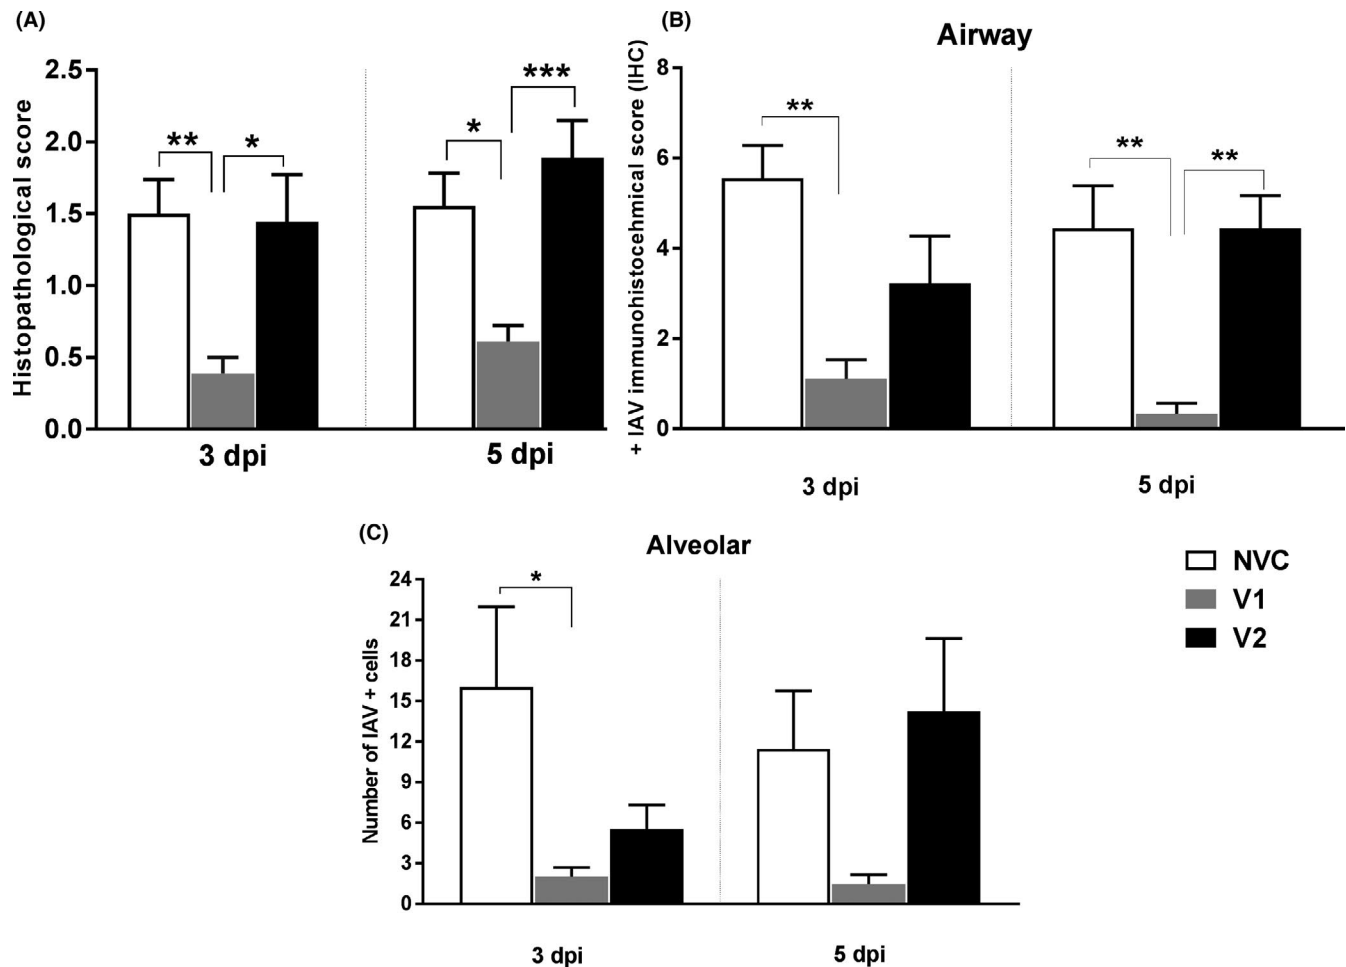 (A)
Histopathological score
2.5
2.0
1.5
1.0
0.5
0.0
**
*
*
***
3 dpi
5 dpi
(B)
Airway
+ IAV immunohistocehmical score (IHC)
8
6
4
2
0
**
**
**
3 dpi
5 dpi
(C)
Alveolar
Number of IAV + cells
24
21
18
15
12
9
6
3
0
*
3 dpi
5 dpi
NVC
V1
V2